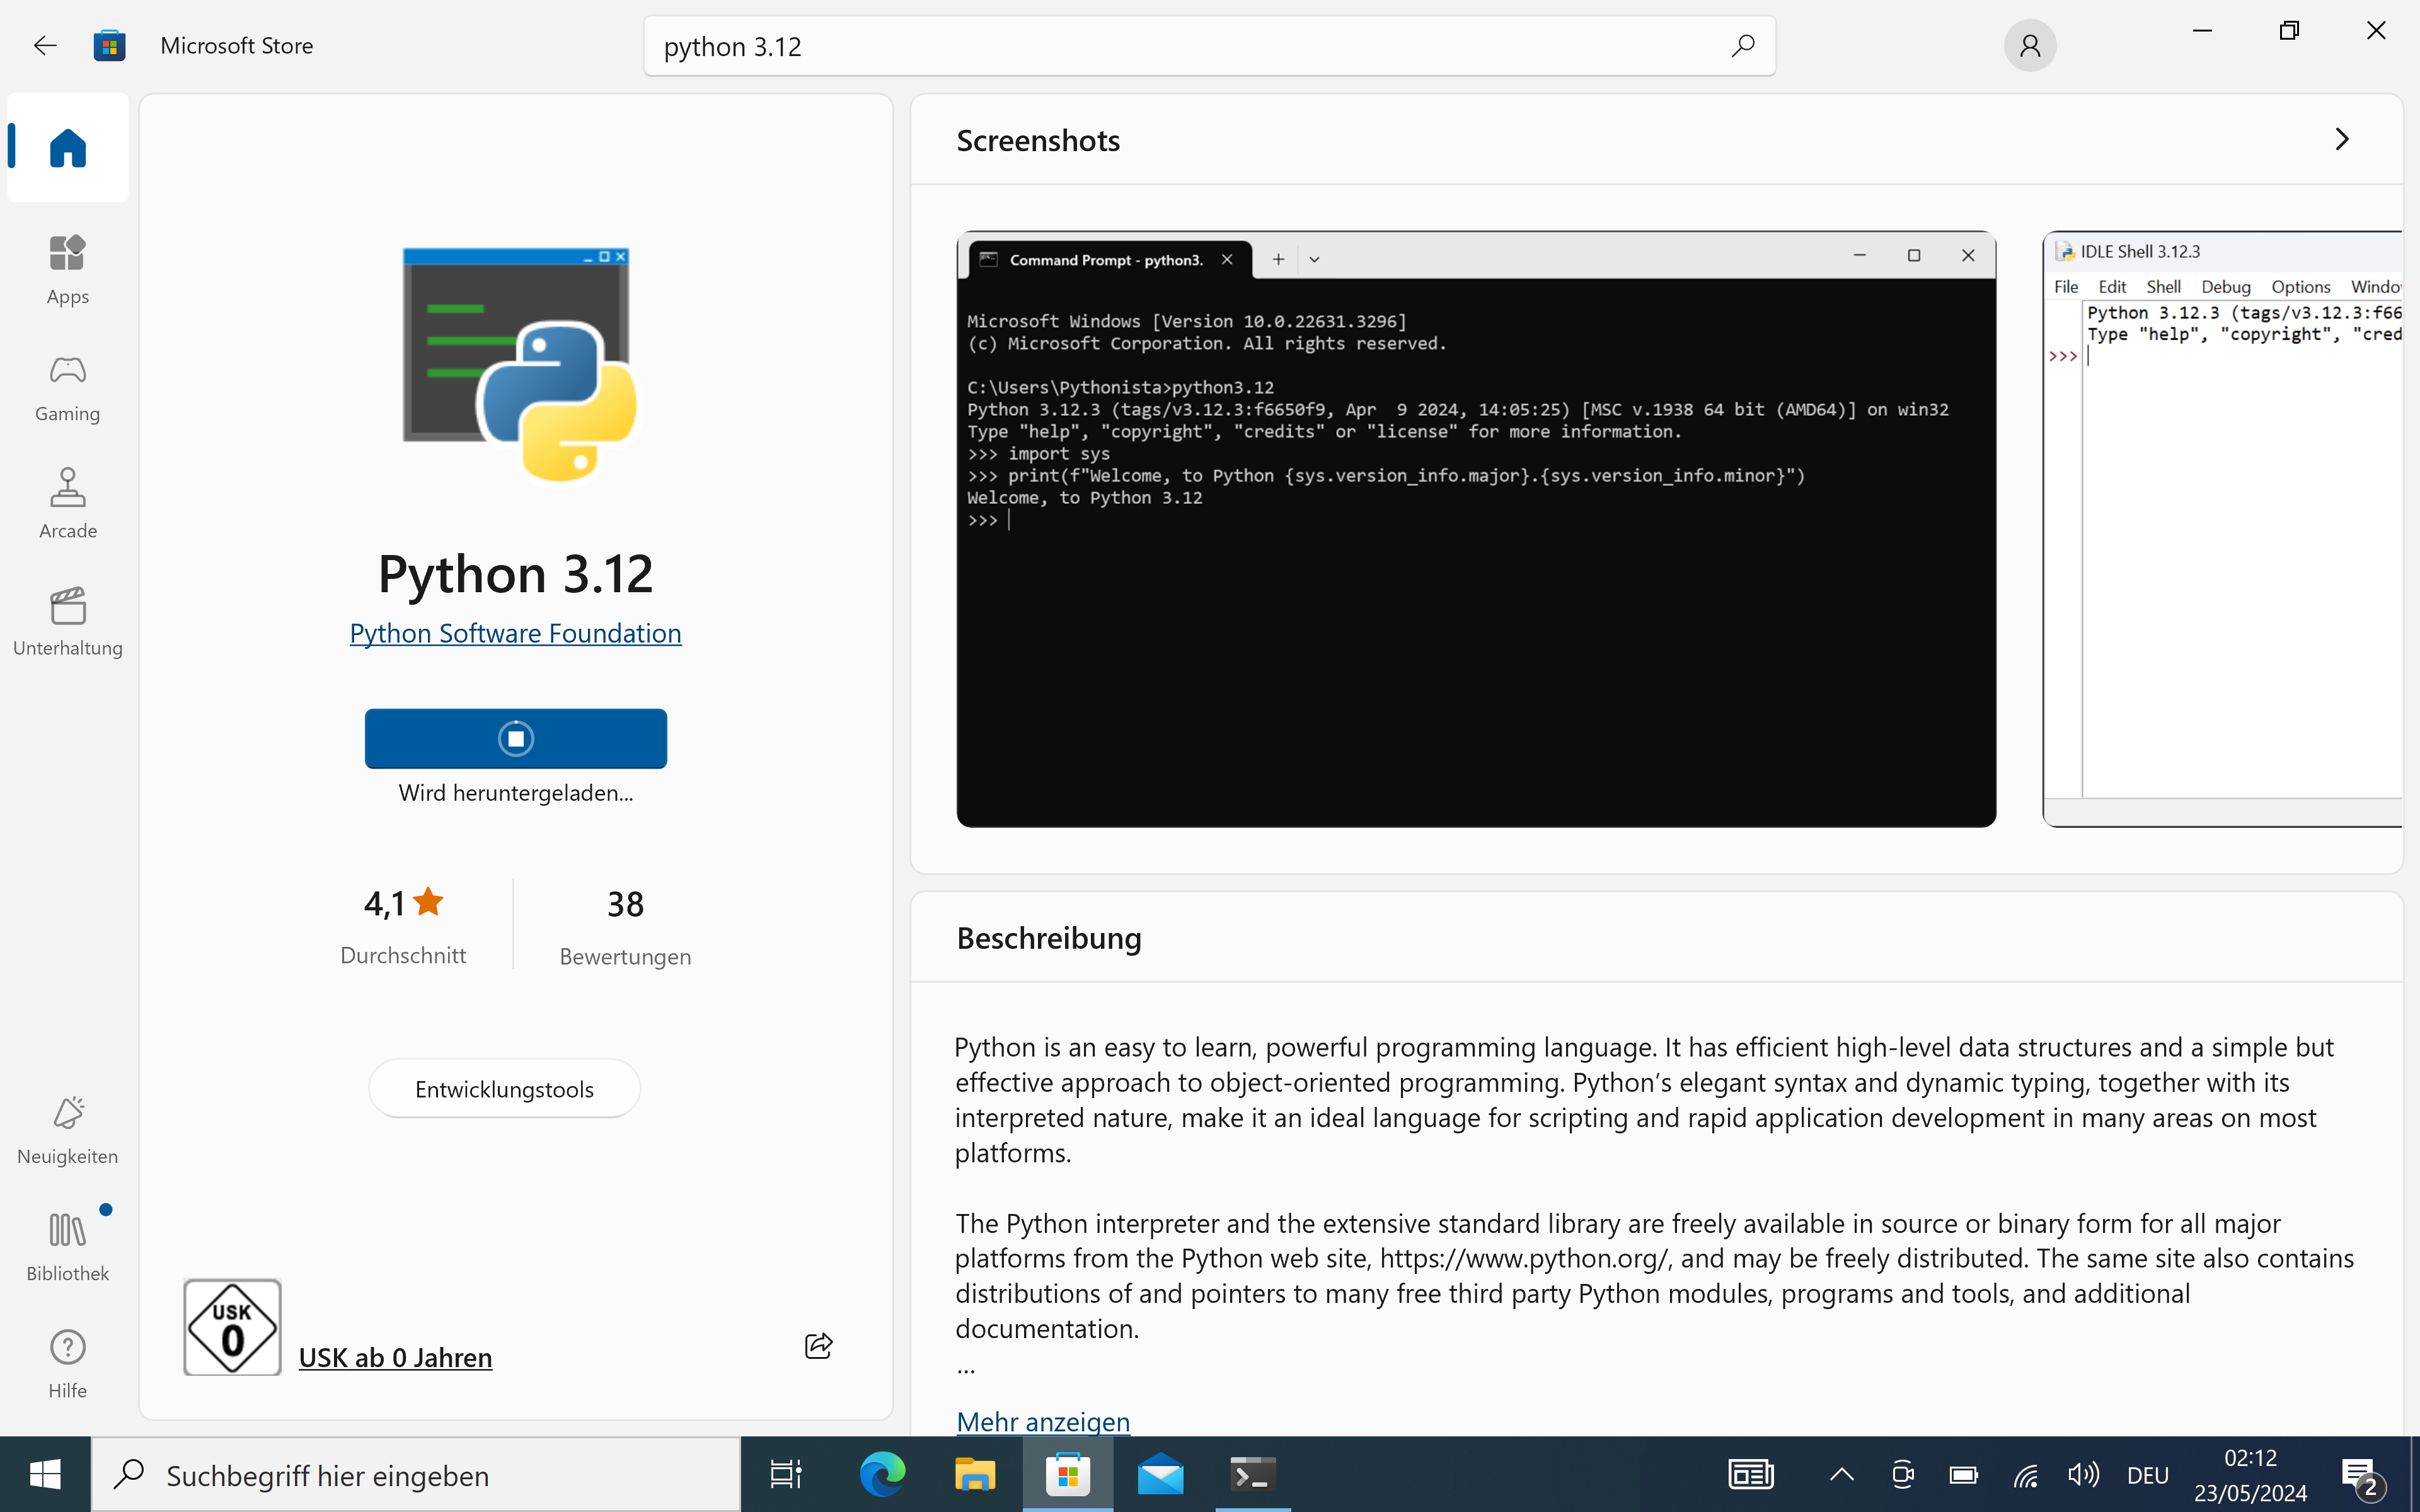 Microsoft Store
python 3.12
Apps
Gaming
Arcade
Unterhaltung
Neuigkeiten
Bibliothek
Hilfe
Python 3.12
Python Software Foundation
Wird heruntergeladen...
4,1
Durchschnitt
38
Bewertungen
Entwicklungstools
USK
0
USK ab 0 Jahren
Screenshots
Command Prompt - python3.
Microsoft Windows [Version 10.0.22631.3296]
(c) Microsoft Corporation. All rights reserved.
C:\Users\Pythonista>python3.12
Python 3.12.3 (tags/v3.12.3:f6650f9, Apr  9 2024, 14:05:25) [MSC v.1938 64 bit (AMD64)] on win32
Type "help", "copyright", "credits" or "license" for more information.
>>> import sys
>>> print(f"Welcome, to Python {sys.version_info.major}.{sys.version_info.minor}")
Welcome, to Python 3.12
>>>
IDLE Shell 3.12.3
File Edit Shell Debug Options Windo
Python 3.12.3 (tags/v3.12.3:f66
Type "help", "copyright", "cred
>>>
Beschreibung
Python is an easy to learn, powerful programming language. It has efficient high-level data structures and a simple but
effective approach to object-oriented programming. Python’s elegant syntax and dynamic typing, together with its
interpreted nature, make it an ideal language for scripting and rapid application development in many areas on most
platforms.
The Python interpreter and the extensive standard library are freely available in source or binary form for all major
platforms from the Python web site, https://www.python.org/, and may be freely distributed. The same site also contains
distributions of and pointers to many free third party Python modules, programs and tools, and additional
documentation.
...
Mehr anzeigen
Suchbegriff hier eingeben
DEU
02:12
23/05/2024
2